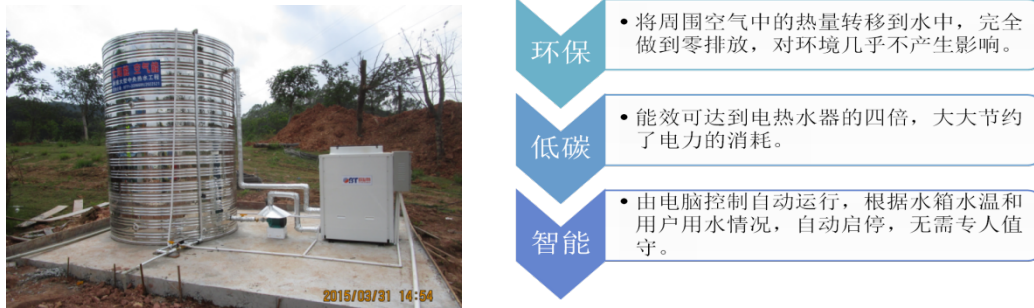 空气能
2015/03/31 14:54
环保
• 将周围空气中的热量转移到水中，完全
做到零排放，对环境几乎不产生影响。
低碳
• 能效可达到电热水器的四倍，大大节约
了电力的消耗。
智能
• 由电脑控制自动运行，根据水箱水温和
用户用水情况，自动启停，无需专人值
守。